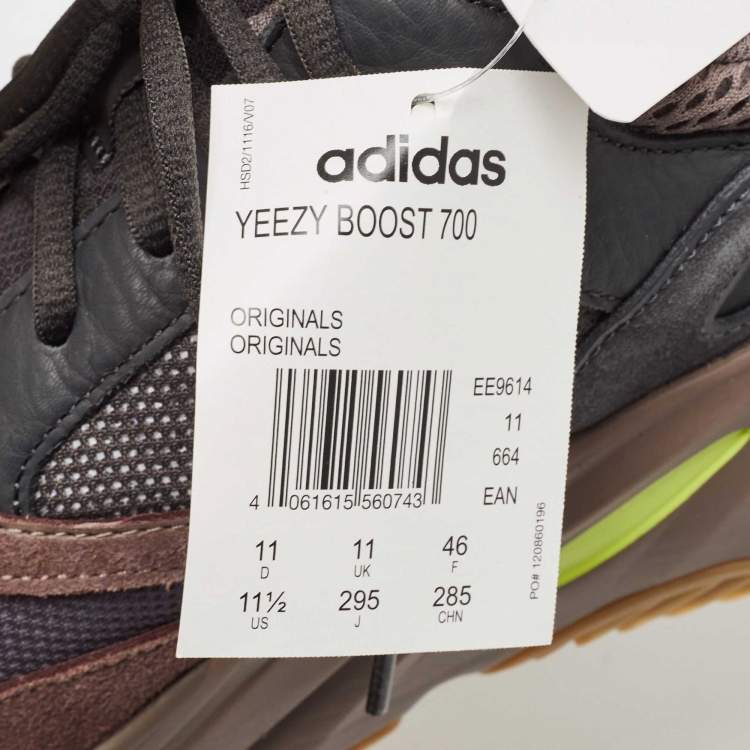 HSD2/1116/V07
adidas
YEEZY BOOST 700
ORIGINALS
ORIGINALS
EE9614
11
664
EAN
4 061615 560743
11 11 46
D UK F
11½ 295 285
US J CHN
PO# 120860196